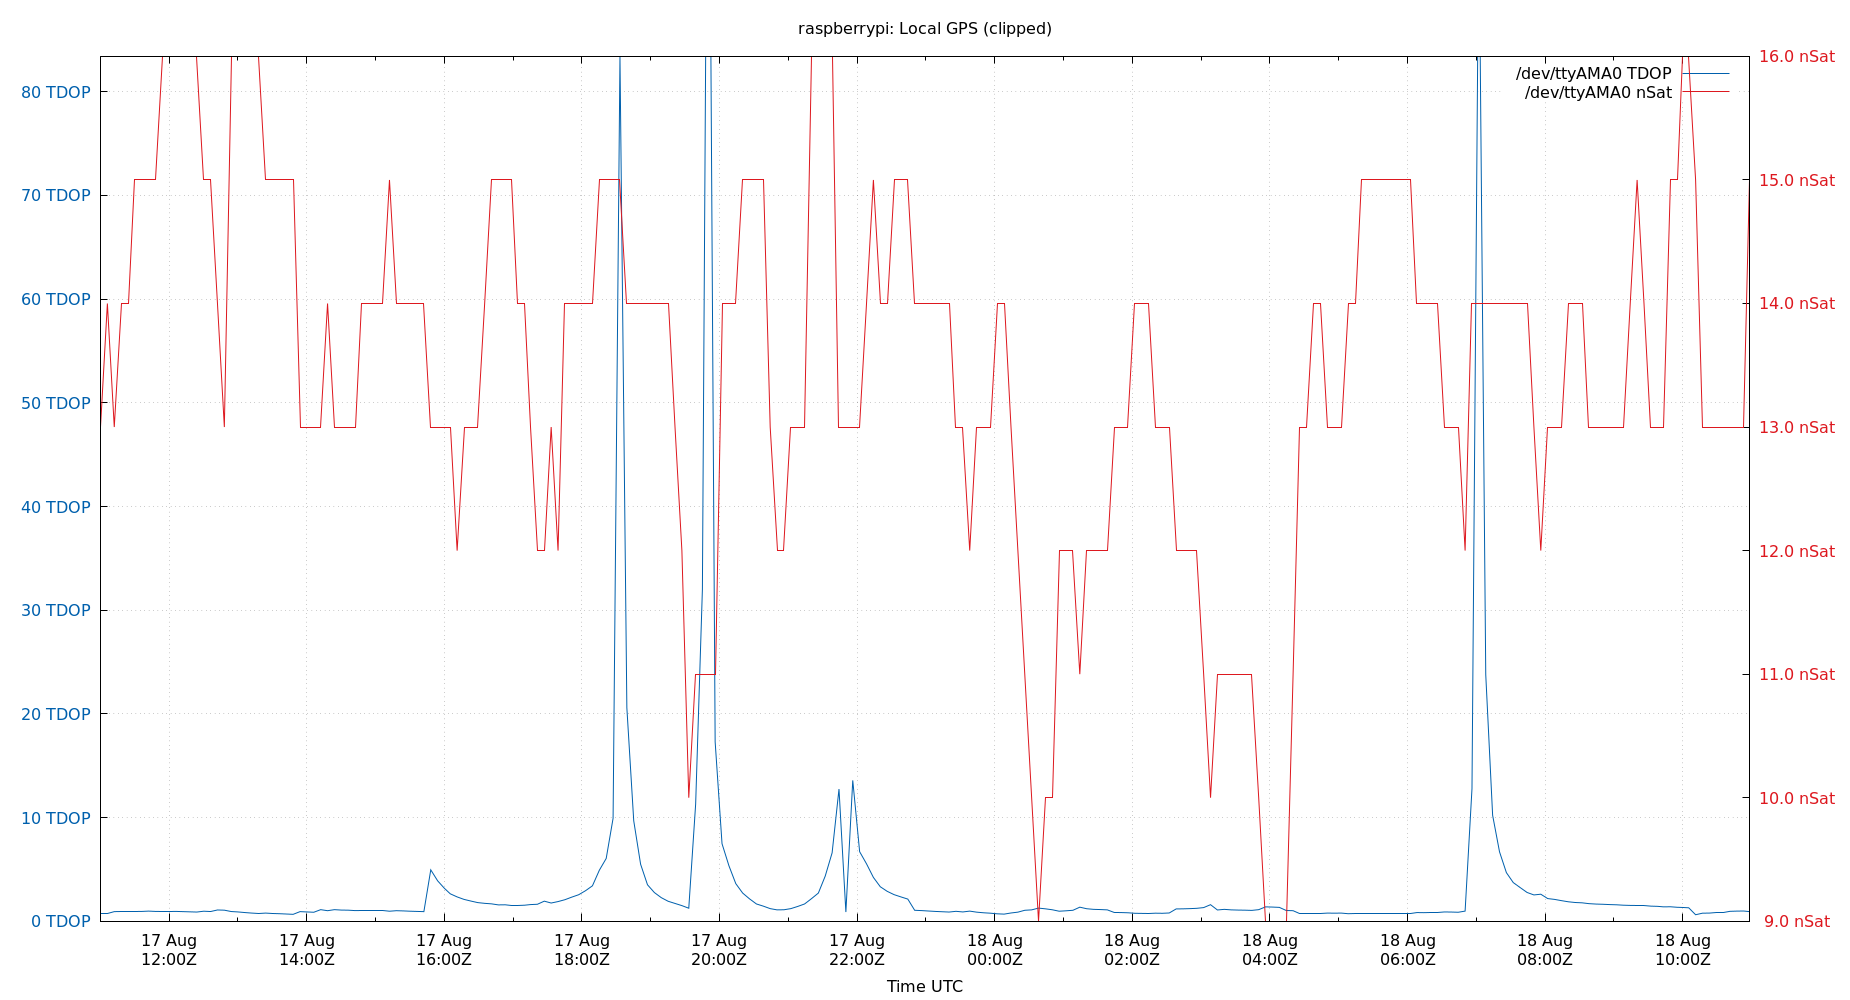 raspberrypi: Local GPS (clipped)
/dev/ttyAMA0 TDOP
/dev/ttyAMA0 nSat
80 TDOP
70 TDOP
60 TDOP
50 TDOP
40 TDOP
30 TDOP
20 TDOP
10 TDOP
0 TDOP
16.0 nSat
15.0 nSat
14.0 nSat
13.0 nSat
12.0 nSat
11.0 nSat
10.0 nSat
9.0 nSat
17 Aug
12:00Z
17 Aug
14:00Z
17 Aug
16:00Z
17 Aug
18:00Z
17 Aug
20:00Z
17 Aug
22:00Z
18 Aug
00:00Z
18 Aug
02:00Z
18 Aug
04:00Z
18 Aug
06:00Z
18 Aug
08:00Z
18 Aug
10:00Z
Time UTC